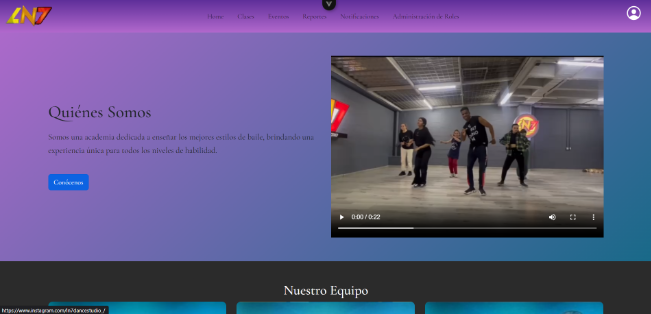 LN7
Home Clases Eventos Reportes Notificaciones Administración de Roles
Quiénes Somos
Somos una academia dedicada a enseñar los mejores estilos de baile, brindando una
experiencia única para todos los niveles de habilidad.
Conócenos
0:00 / 0:22
Nuestro Equipo
https://www.instagram.com/ln7dancestudio_/